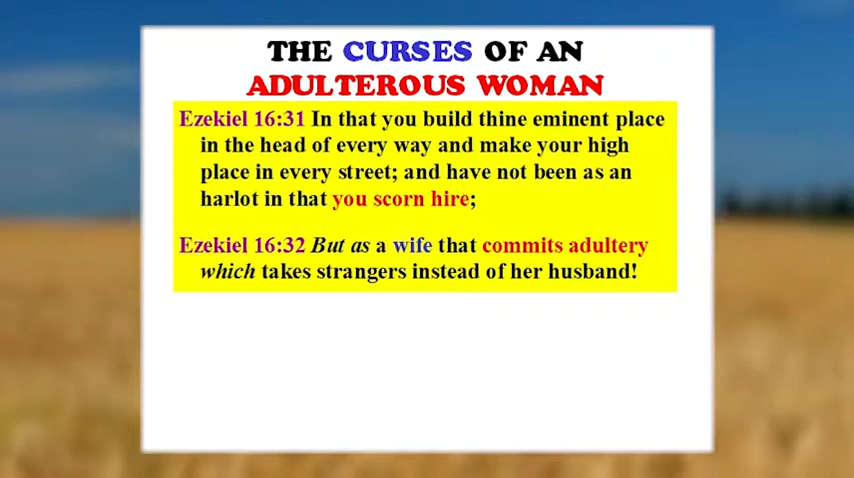 THE CURSES OF AN
ADULTEROUS WOMAN
Ezekiel 16:31 In that you build thine eminent place
in the head of every way and make your high
place in every street; and have not been as an
harlot in that you scorn hire;
Ezekiel 16:32 But as a wife that commits adultery
which takes strangers instead of her husband!